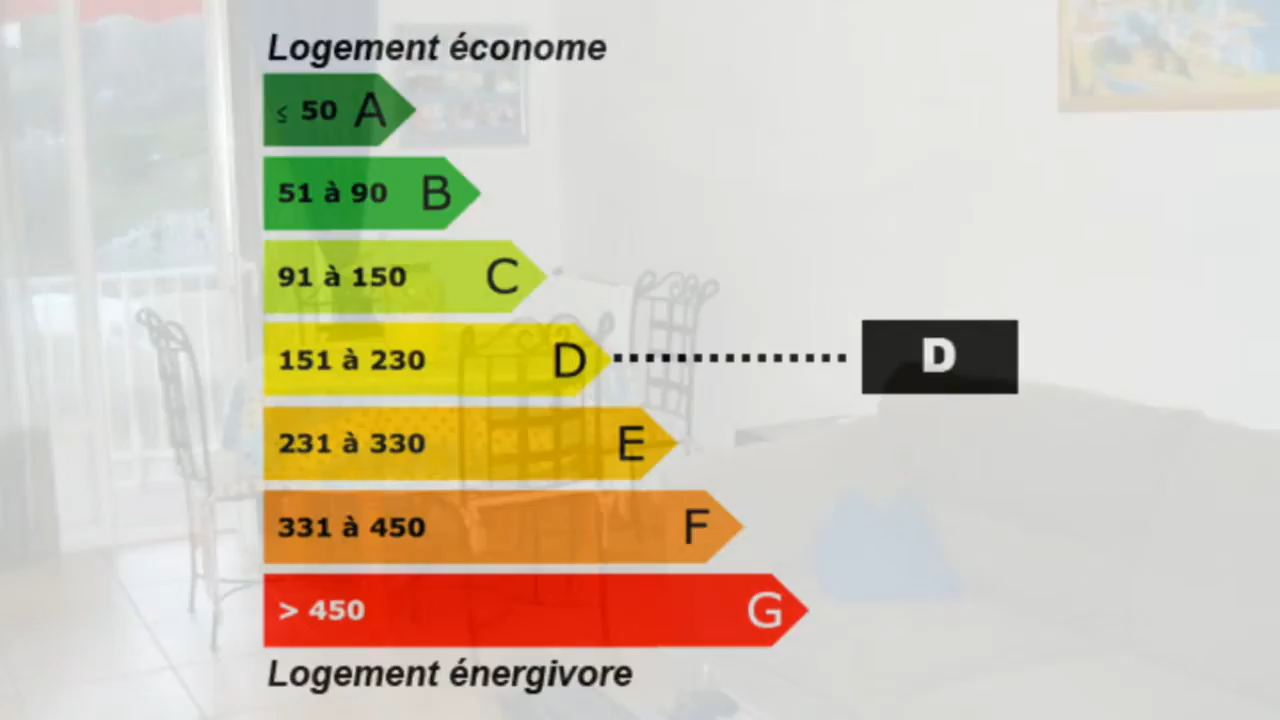 Logement économe
≤ 50 A
51 à 90 B
91 à 150 C
151 à 230 D
D
231 à 330 E
331 à 450 F
> 450 G
Logement énergivore